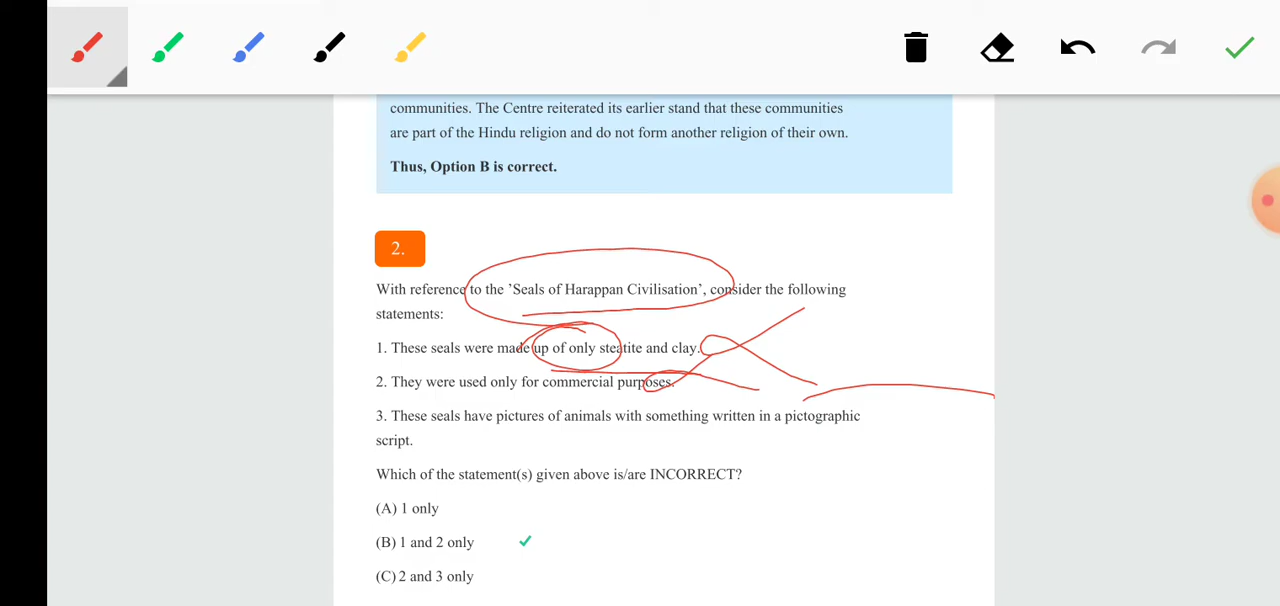 communities. The Centre reiterated its earlier stand that these communities
are part of the Hindu religion and do not form another religion of their own.
Thus, Option B is correct.
2.
With reference to the ’Seals of Harappan Civilisation’, consider the following
statements:
1. These seals were made up of only steatite and clay.
2. They were used only for commercial purposes.
3. These seals have pictures of animals with something written in a pictographic
script.
Which of the statement(s) given above is/are INCORRECT?
(A) 1 only
(B) 1 and 2 only
(C) 2 and 3 only